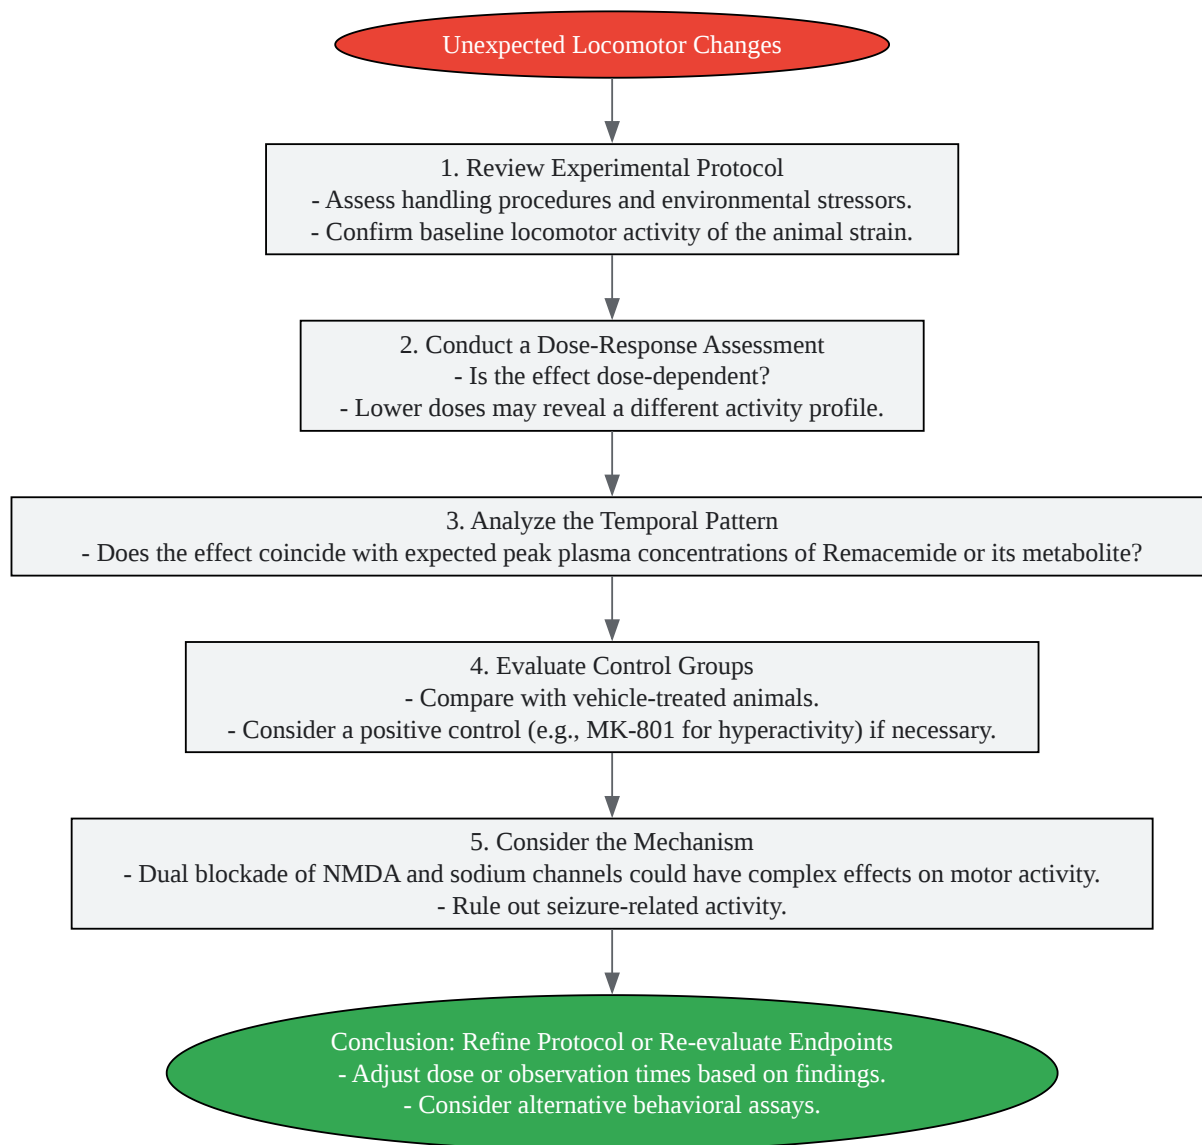 Unexpected Locomotor Changes
1. Review Experimental Protocol
- Assess handling procedures and environmental stressors.
- Confirm baseline locomotor activity of the animal strain.
2. Conduct a Dose-Response Assessment
- Is the effect dose-dependent?
- Lower doses may reveal a different activity profile.
3. Analyze the Temporal Pattern
- Does the effect coincide with expected peak plasma concentrations of Remacemide or its metabolite?
4. Evaluate Control Groups
- Compare with vehicle-treated animals.
- Consider a positive control (e.g., MK-801 for hyperactivity) if necessary.
5. Consider the Mechanism
- Dual blockade of NMDA and sodium channels could have complex effects on motor activity.
- Rule out seizure-related activity.
Conclusion: Refine Protocol or Re-evaluate Endpoints
- Adjust dose or observation times based on findings.
- Consider alternative behavioral assays.